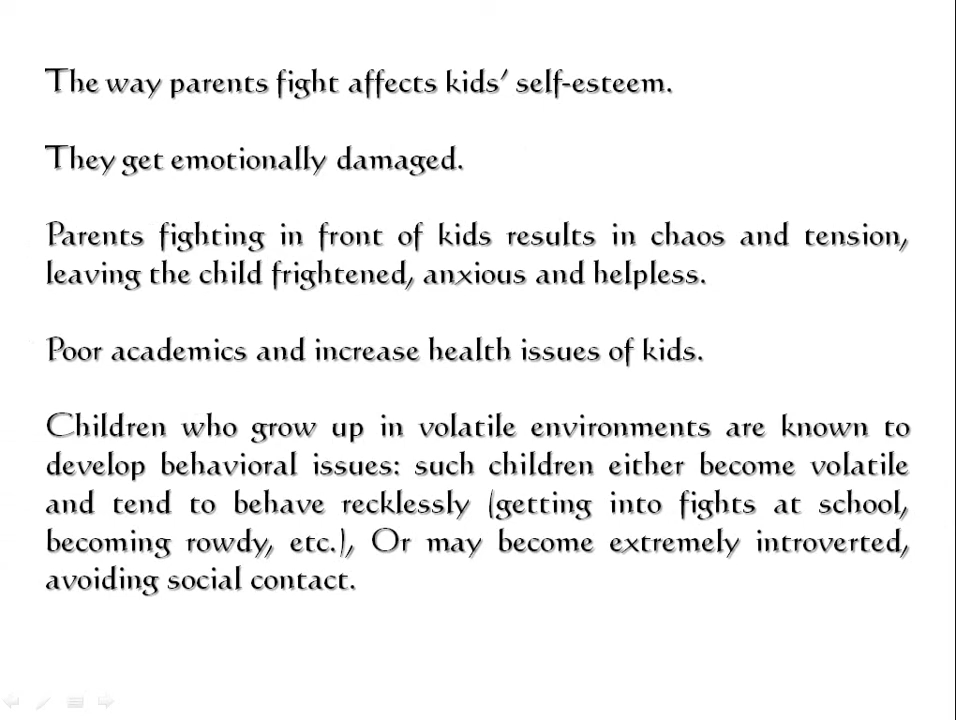 The way parents fight affects kids' self-esteem.
They get emotionally damaged.
Parents fighting in front of kids results in chaos and tension,
leaving the child frightened, anxious and helpless.
Poor academics and increase health issues of kids.
Children who grow up in volatile environments are known to
develop behavioral issues: such children either become volatile
and tend to behave recklessly (getting into fights at school,
becoming rowdy, etc.), Or may become extremely introverted,
avoiding social contact.